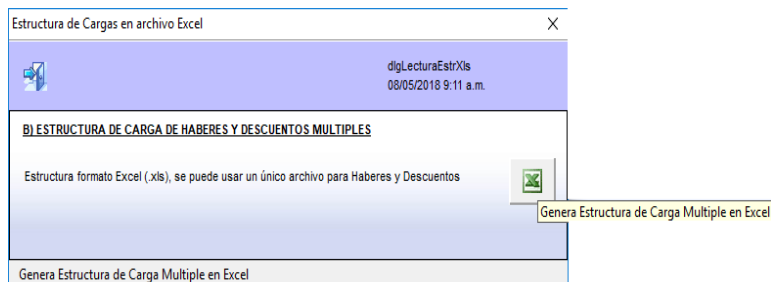 Estructura de Cargas en archivo Excel
dlgLecturaEstrXls
08/05/2018 9:11 a.m.
B) ESTRUCTURA DE CARGA DE HABERES Y DESCUENTOS MULTIPLES
Estructura formato Excel (.xls), se puede usar un único archivo para Haberes y Descuentos
Genera Estructura de Carga Multiple en Excel
Genera Estructura de Carga Multiple en Excel